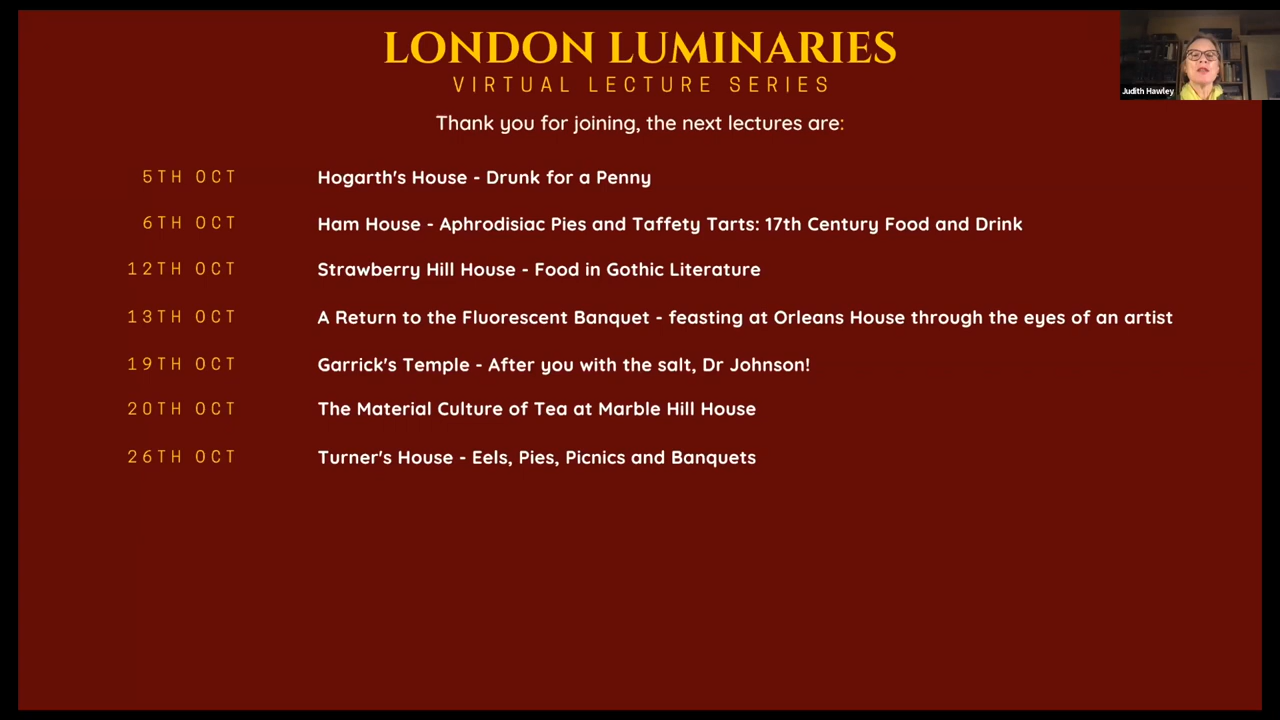 LONDON LUMINARIES
VIRTUAL LECTURE SERIES
Judith Hawley
Thank you for joining, the next lectures are:
5TH OCT Hogarth's House - Drunk for a Penny
6TH OCT Ham House - Aphrodisiac Pies and Taffety Tarts: 17th Century Food and Drink
12TH OCT Strawberry Hill House - Food in Gothic Literature
13TH OCT A Return to the Fluorescent Banquet - feasting at Orleans House through the eyes of an artist
19TH OCT Garrick's Temple - After you with the salt, Dr Johnson!
20TH OCT The Material Culture of Tea at Marble Hill House
26TH OCT Turner's House - Eels, Pies, Picnics and Banquets